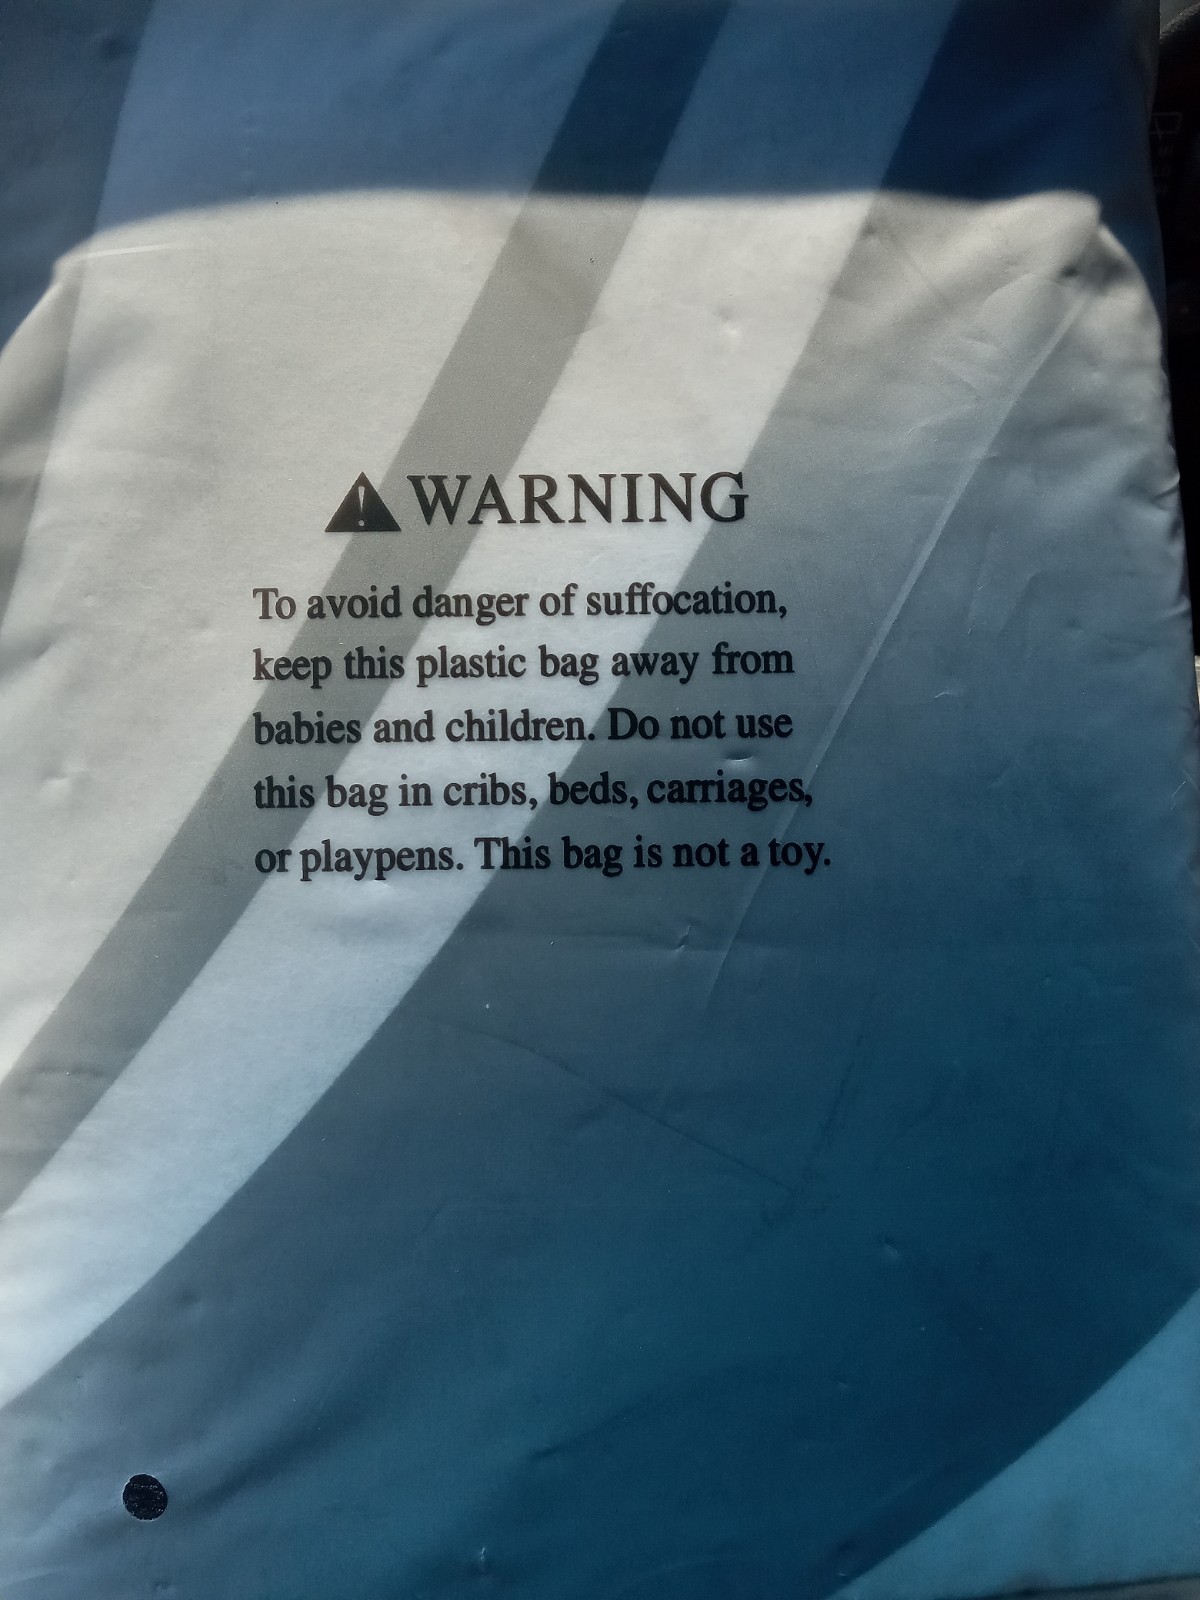 ⚠WARNING
To avoid danger of suffocation,
keep this plastic bag away from
babies and children. Do not use
this bag in cribs, beds, carriages,
or playpens. This bag is not a toy.